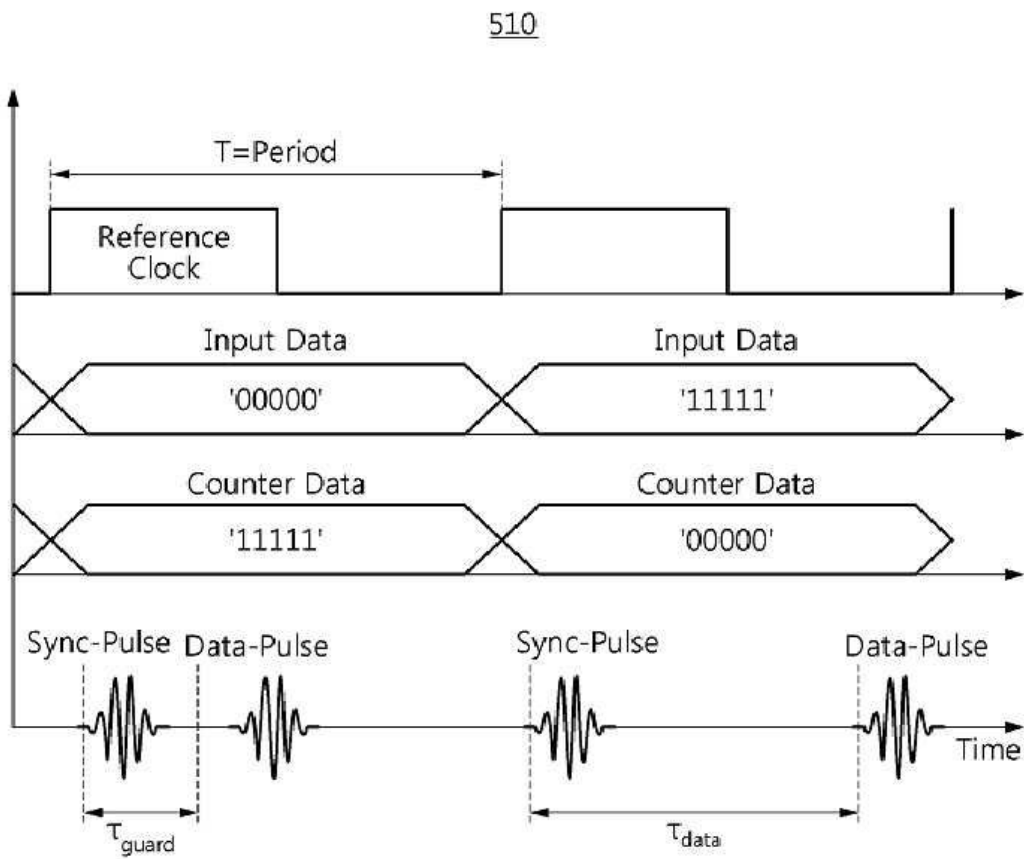 510
T=Period
Reference
Clock
Input Data
Input Data
'00000'
'11111'
Counter Data
Counter Data
'11111'
'00000'
Sync-Pulse
Data-Pulse
Sync-Pulse
Data-Pulse
Time
τguard
τdata